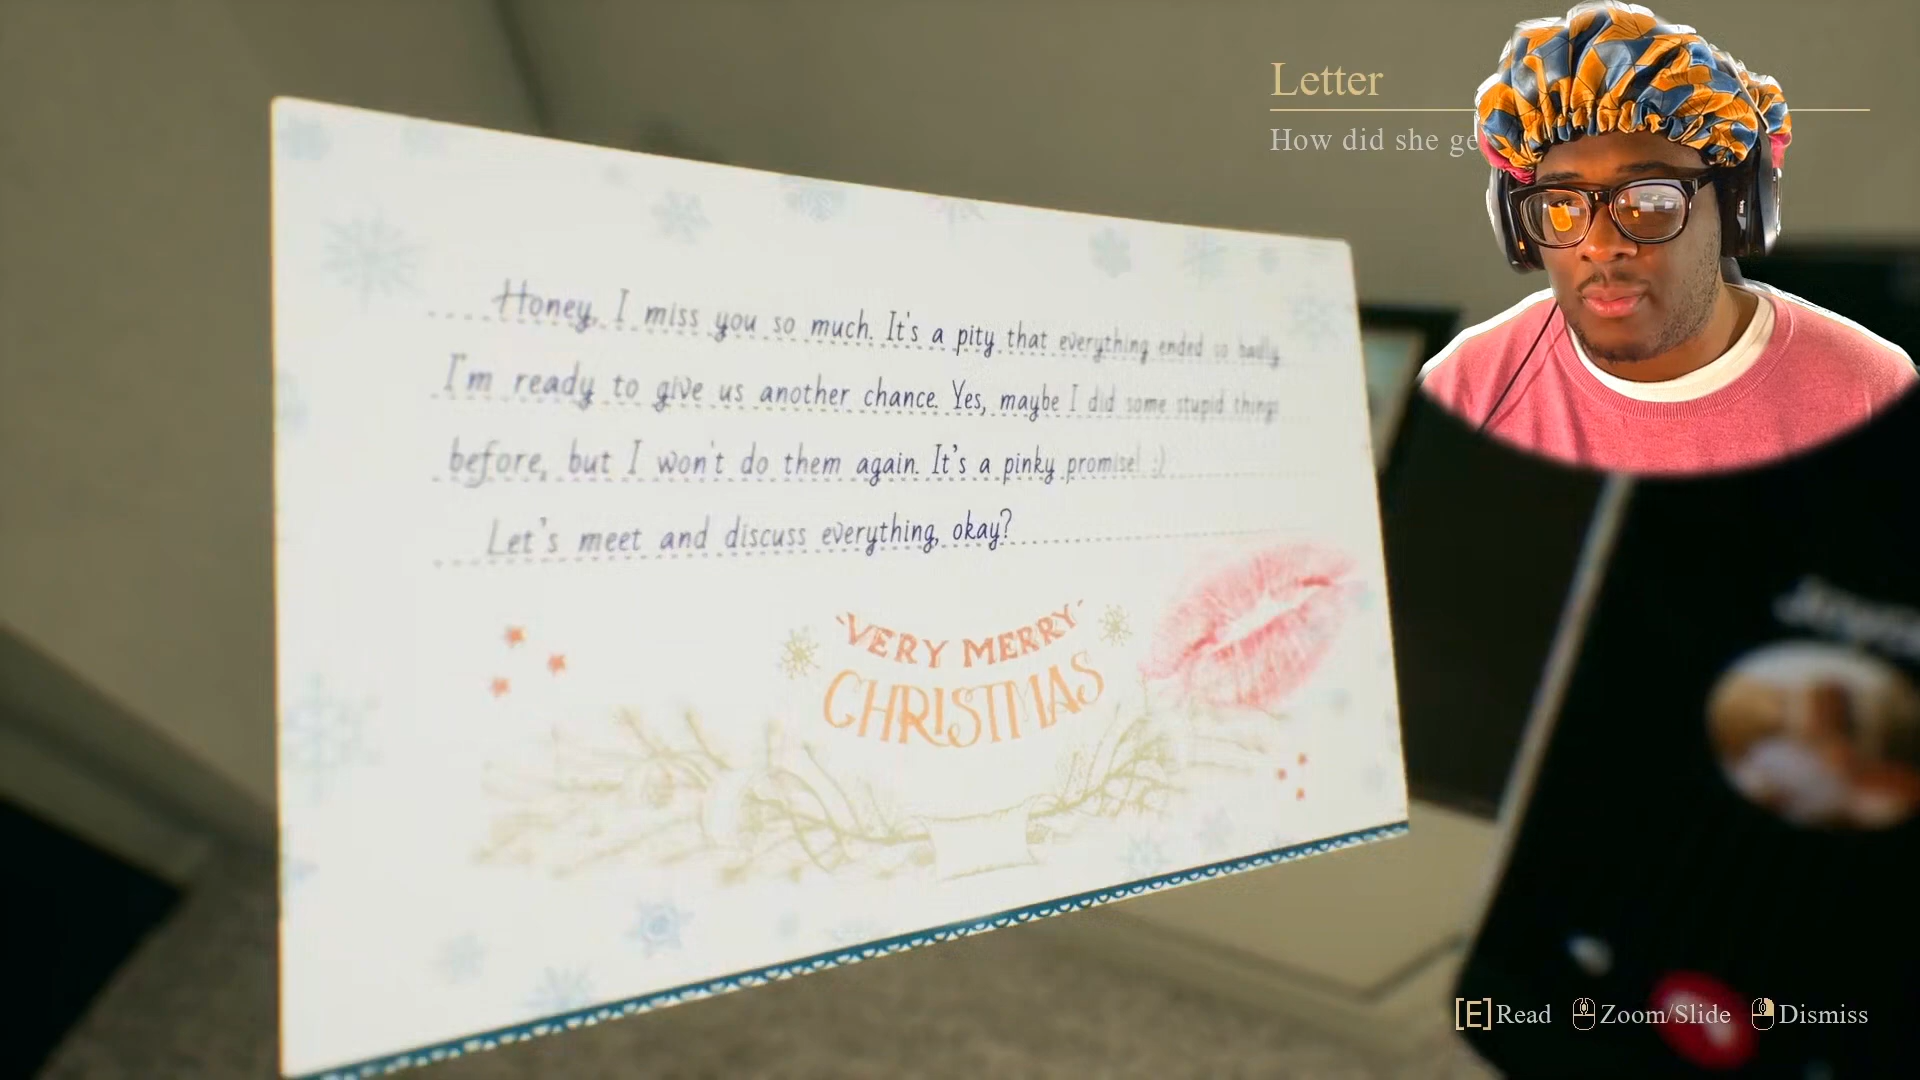 Letter
How did she ge
Honey, I miss you so much. It's a pity that everything ended so badly.
I'm ready to give us another chance. Yes, maybe I did some stupid things
before, but I won't do them again. It's a pinky promise! :)
Let's meet and discuss everything, okay?
VERY MERRY
CHRISTMAS
[E] Read Zoom/Slide Dismiss